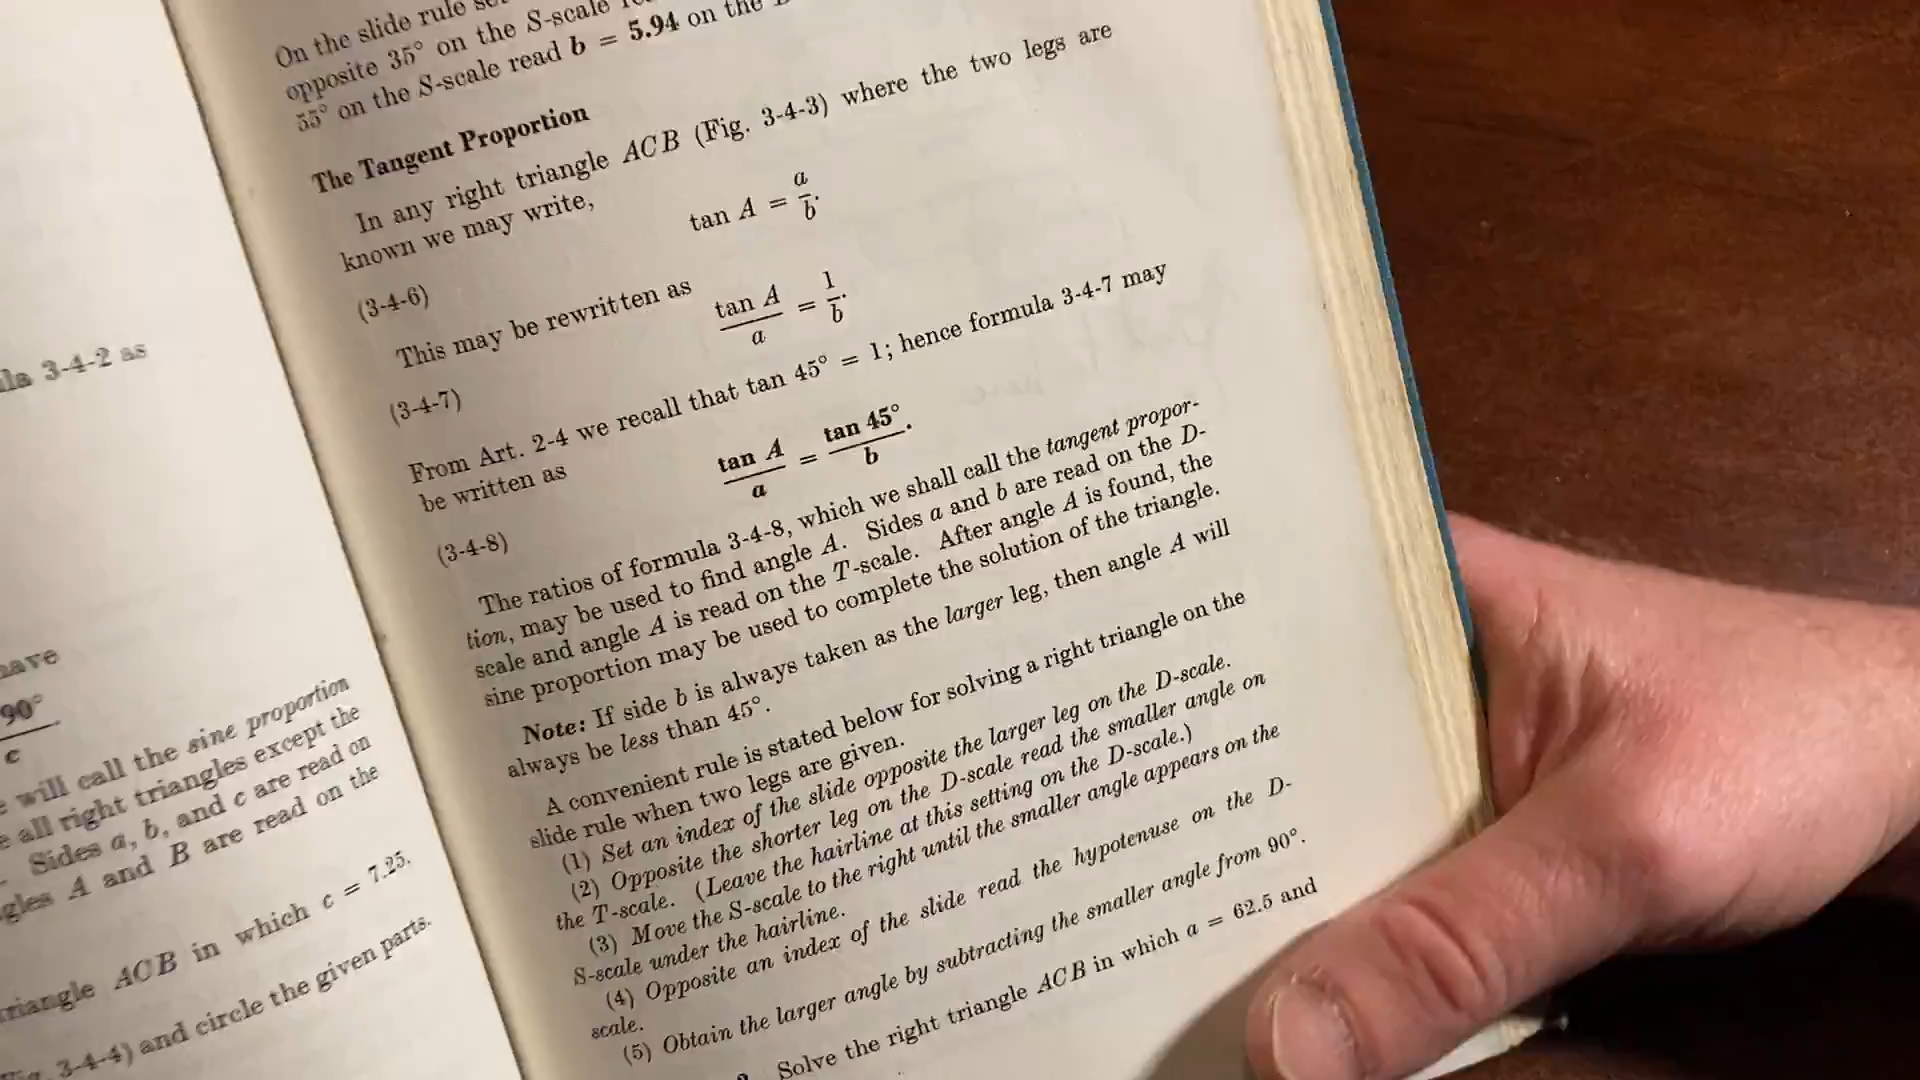 la 3-4-2 as
have
90°
c
will call the sine proportion
all right triangles except the
Sides a, b, and c are read on
gles A and B are read on the
triangle ACB in which c = 7.25.
3-4-4) and circle the given parts.
On the slide rule
opposite 35° on the S-scale
55° on the S-scale read b = 5.94 on the
The Tangent Proportion
In any right triangle ACB (Fig. 3-4-3) where the two legs are
known we may write,
(3-4-6) tan A = a/b.
This may be rewritten as
(3-4-7) tan A/a = 1/b.
From Art. 2-4 we recall that tan 45° = 1; hence formula 3-4-7 may
be written as
(3-4-8) tan A/a = tan 45°/b.
The ratios of formula 3-4-8, which we shall call the tangent propor-
tion, may be used to find angle A. Sides a and b are read on the D-
scale and angle A is read on the T-scale. After angle A is found, the
sine proportion may be used to complete the solution of the triangle.
Note: If side b is always taken as the larger leg, then angle A will
always be less than 45°.
A convenient rule is stated below for solving a right triangle on the
slide rule when two legs are given.
(1) Set an index of the slide opposite the larger leg on the D-scale.
(2) Opposite the shorter leg on the D-scale read the smaller angle on
the T-scale. (Leave the hairline at this setting on the D-scale.)
(3) Move the S-scale to the right until the smaller angle appears on the
S-scale under the hairline.
(4) Opposite an index of the slide read the hypotenuse on the D-
scale.
(5) Obtain the larger angle by subtracting the smaller angle from 90°.
Solve the right triangle ACB in which a = 62.5 and